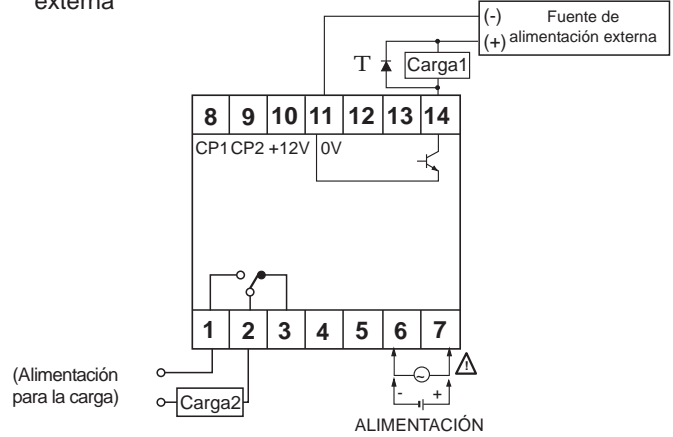 externa
(-) Fuente de
(+) alimentación externa
T Carga1
8 9 10 11 12 13 14
CP1 CP2 +12V 0V
1 2 3 4 5 6 7
(Alimentación
para la carga)
Carga2
~
- +
ALIMENTACIÓN